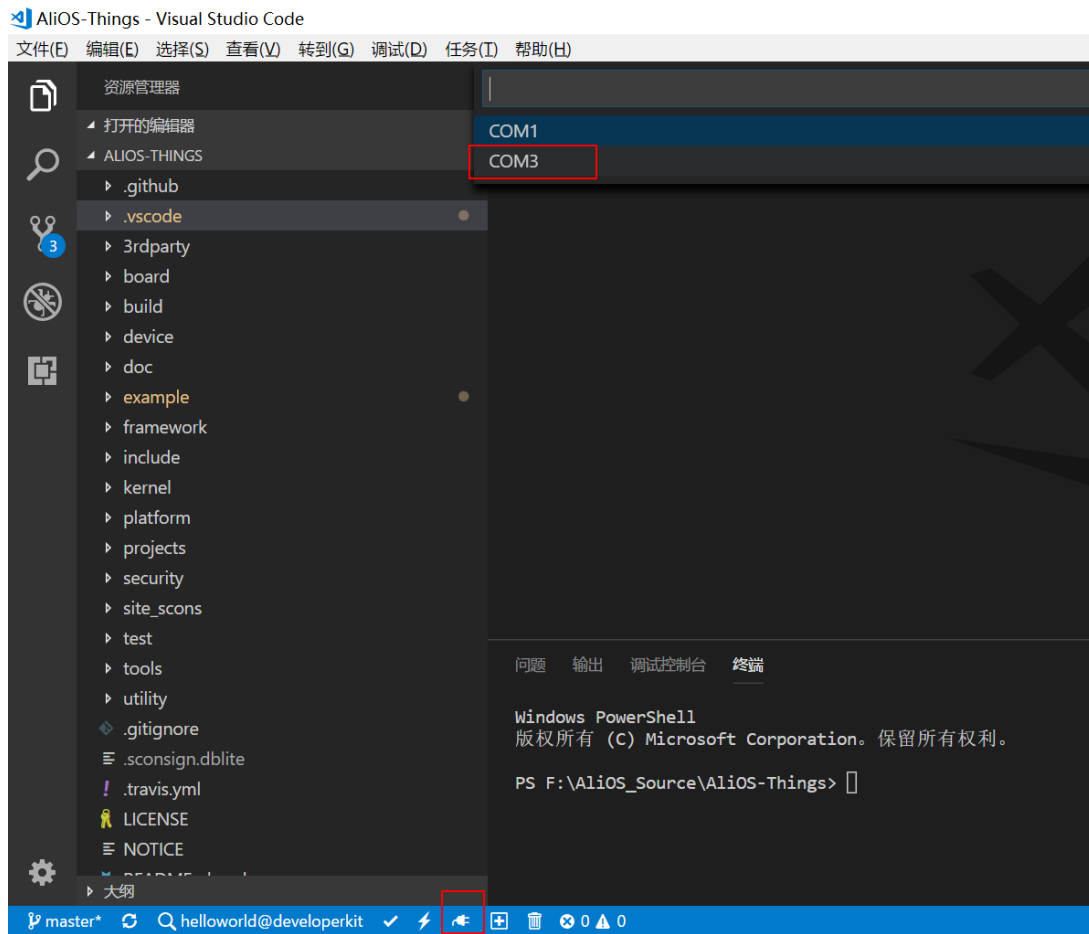 AliOS-Things - Visual Studio Code
文件(F) 编辑(E) 选择(S) 查看(V) 转到(G) 调试(D) 任务(T) 帮助(H)
资源管理器
打开的编辑器
ALIOS-THINGS
.github
.vscode
3rdparty
board
build
device
doc
example
framework
include
kernel
platform
projects
security
site_scons
test
tools
utility
.gitignore
.sconsign.dblite
.travis.yml
LICENSE
NOTICE
大纲
3
COM1
COM3
问题 输出 调试控制台 终端
Windows PowerShell
版权所有 (C) Microsoft Corporation。保留所有权利。
PS F:\AliOS_Source\AliOS-Things>
master* helloworld@developerkit 0 0